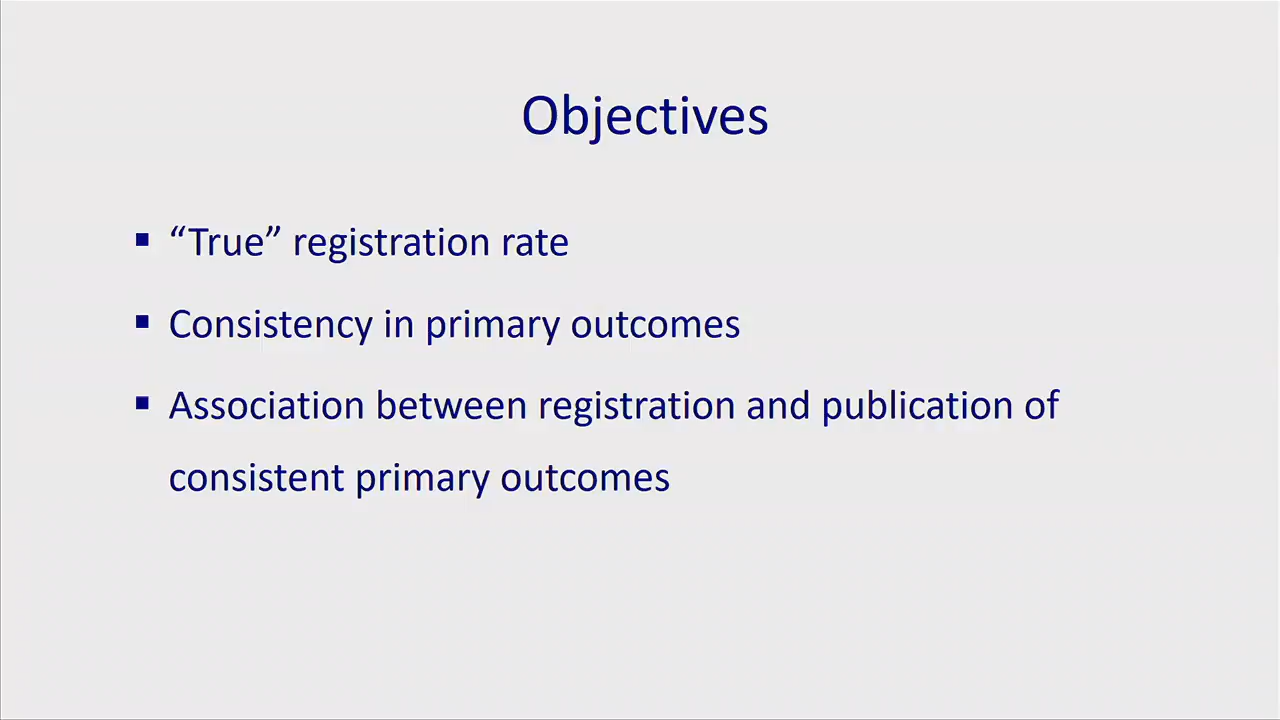 Objectives
▪ “True” registration rate
▪ Consistency in primary outcomes
▪ Association between registration and publication of
consistent primary outcomes